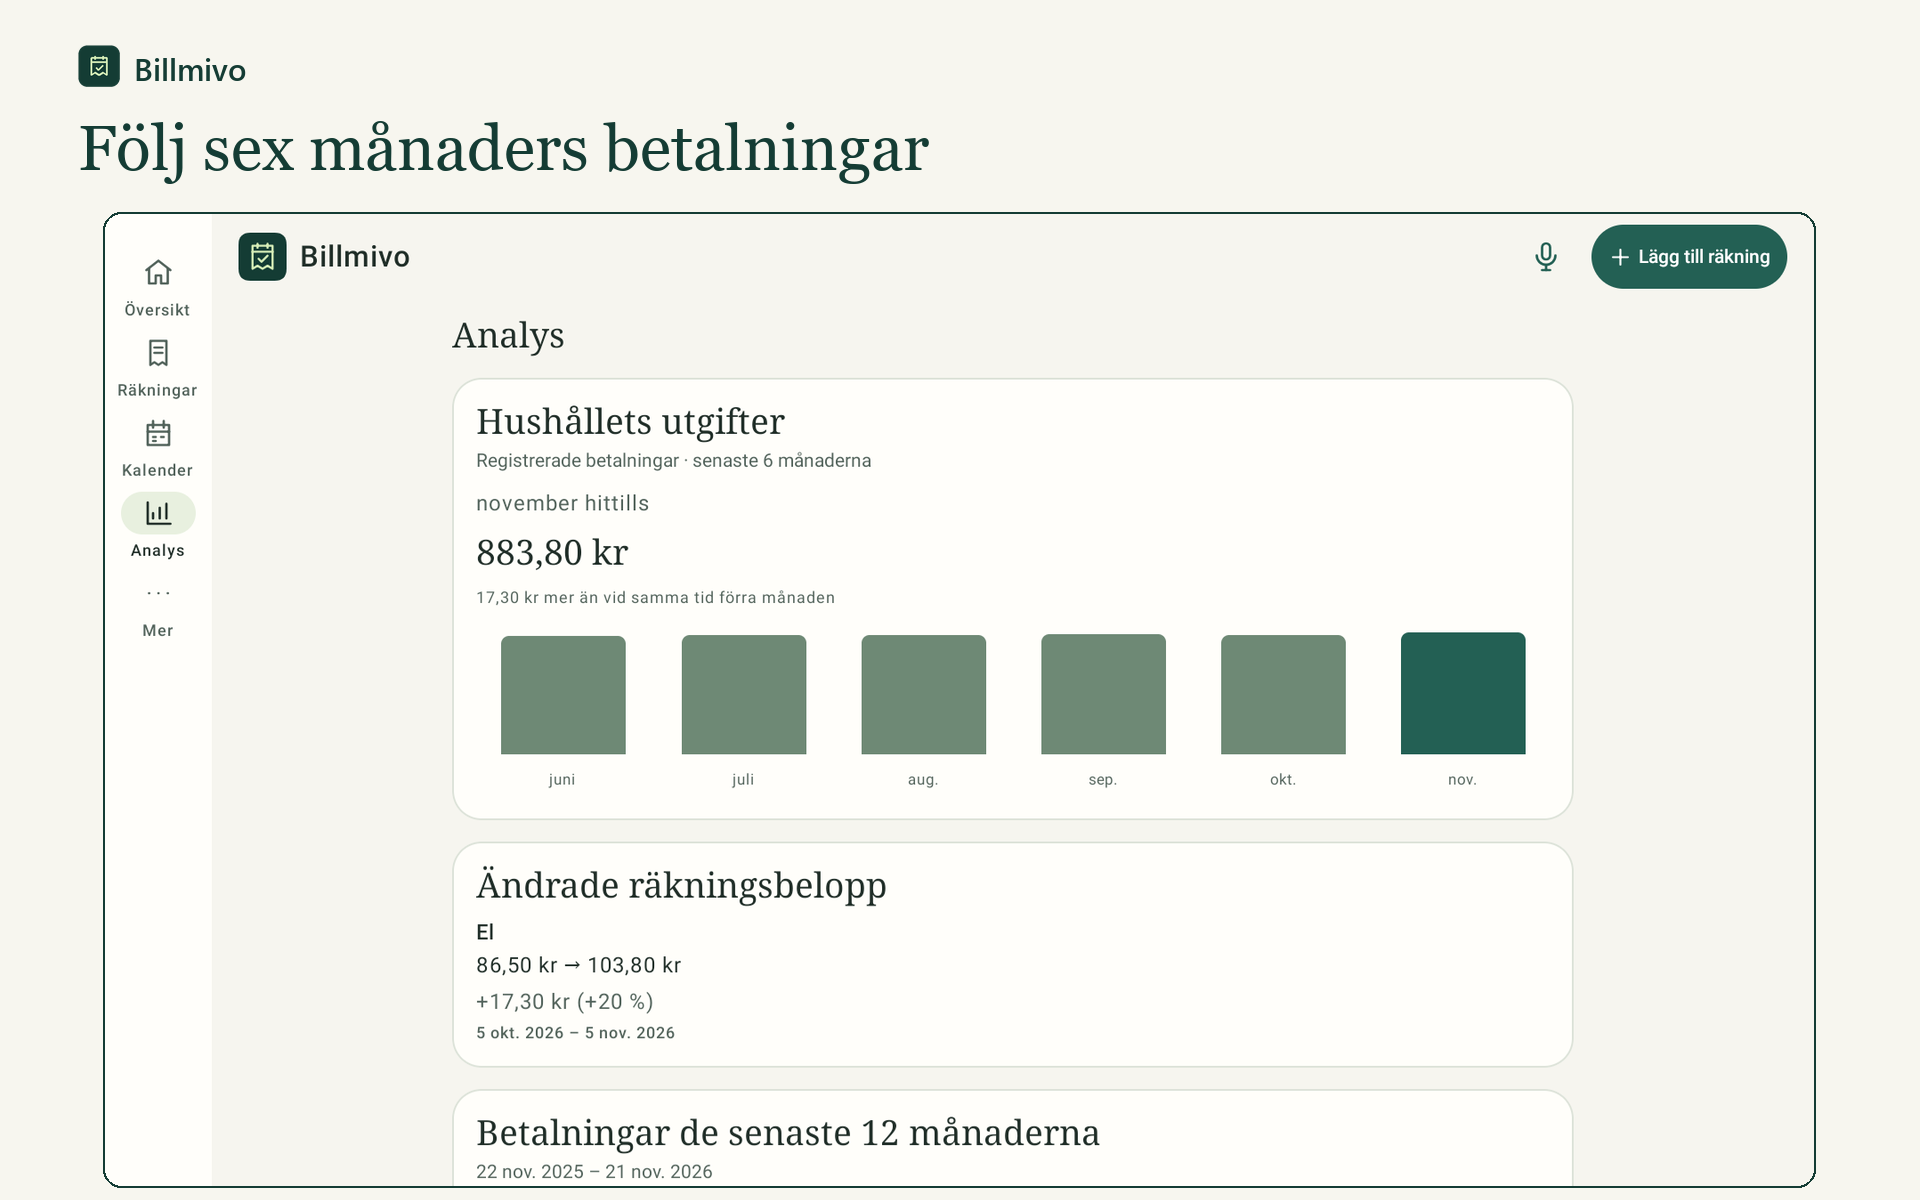 Billmivo
Följ sex månaders betalningar
Billmivo
Lägg till räkning
Översikt
Räkningar
Kalender
Analys
Mer
Analys
Hushållets utgifter
Registrerade betalningar · senaste 6 månaderna
november hittills
883,80 kr
17,30 kr mer än vid samma tid förra månaden
juni juli aug. sep. okt. nov.
Ändrade räkningsbelopp
El
86,50 kr → 103,80 kr
+17,30 kr (+20 %)
5 okt. 2026 – 5 nov. 2026
Betalningar de senaste 12 månaderna
22 nov. 2025 – 21 nov. 2026